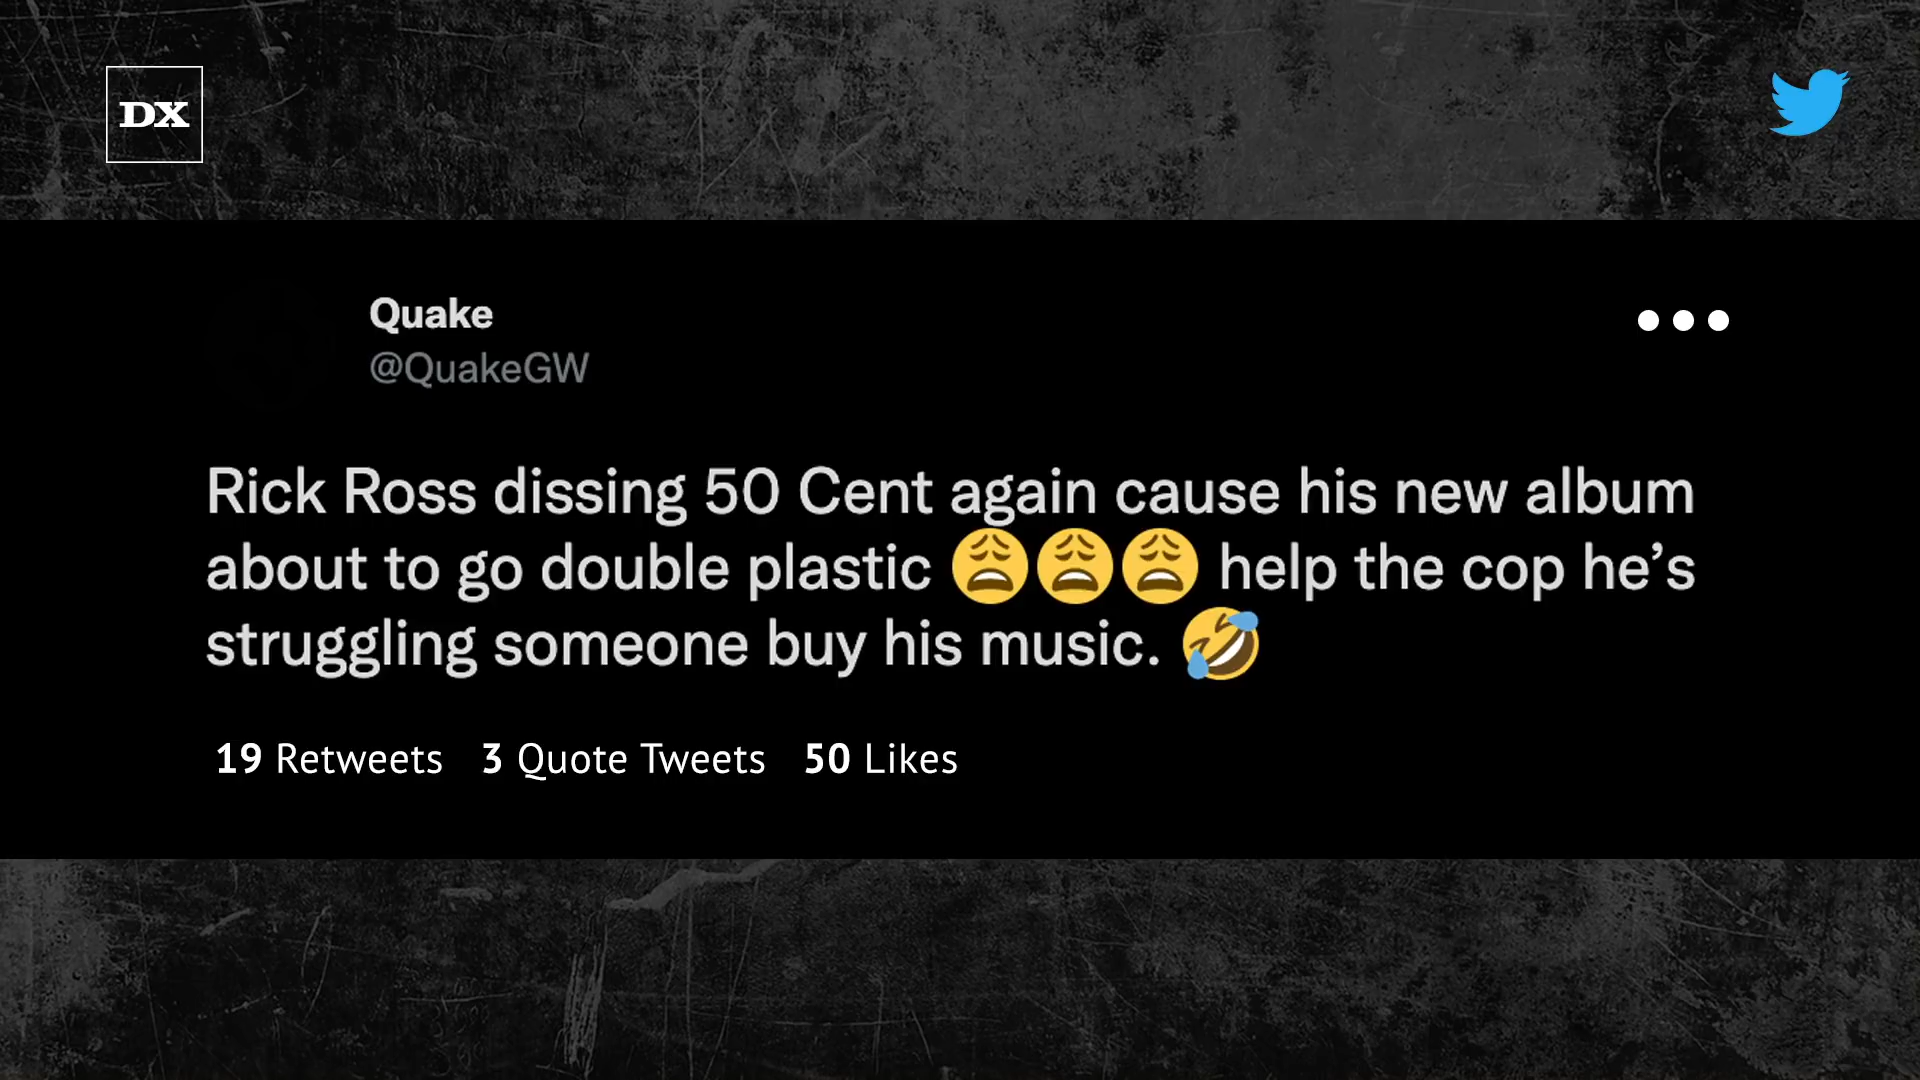 DX
Quake
@QuakeGW
Rick Ross dissing 50 Cent again cause his new album
about to go double plastic 😩😩😩 help the cop he’s
struggling someone buy his music. 🤣
19 Retweets 3 Quote Tweets 50 Likes